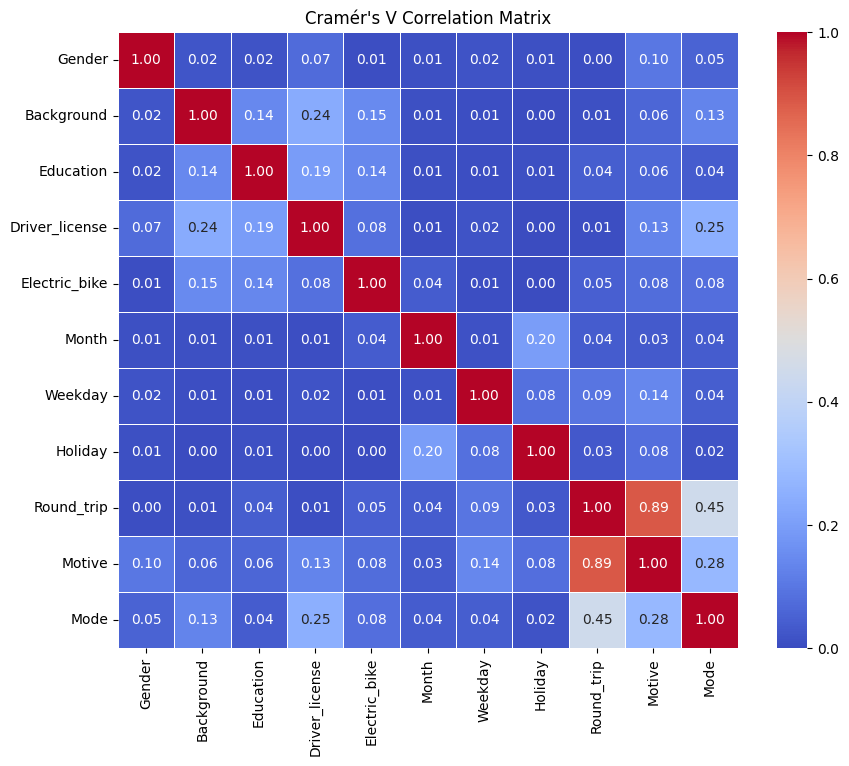 Cramér's V Correlation Matrix
Gender 1.00 0.02 0.02 0.07 0.01 0.01 0.02 0.01 0.00 0.10 0.05
Background 0.02 1.00 0.14 0.24 0.15 0.01 0.01 0.00 0.01 0.06 0.13
Education 0.02 0.14 1.00 0.19 0.14 0.01 0.01 0.01 0.04 0.06 0.04
Driver_license 0.07 0.24 0.19 1.00 0.08 0.01 0.02 0.00 0.01 0.13 0.25
Electric_bike 0.01 0.15 0.14 0.08 1.00 0.04 0.01 0.00 0.05 0.08 0.08
Month 0.01 0.01 0.01 0.01 0.04 1.00 0.01 0.20 0.04 0.03 0.04
Weekday 0.02 0.01 0.01 0.02 0.01 0.01 1.00 0.08 0.09 0.14 0.04
Holiday 0.01 0.00 0.01 0.00 0.00 0.20 0.08 1.00 0.03 0.08 0.02
Round_trip 0.00 0.01 0.04 0.01 0.05 0.04 0.09 0.03 1.00 0.89 0.45
Motive 0.10 0.06 0.06 0.13 0.08 0.03 0.14 0.08 0.89 1.00 0.28
Mode 0.05 0.13 0.04 0.25 0.08 0.04 0.04 0.02 0.45 0.28 1.00
Gender Background Education Driver_license Electric_bike Month Weekday Holiday Round_trip Motive Mode
1.0
0.8
0.6
0.4
0.2
0.0